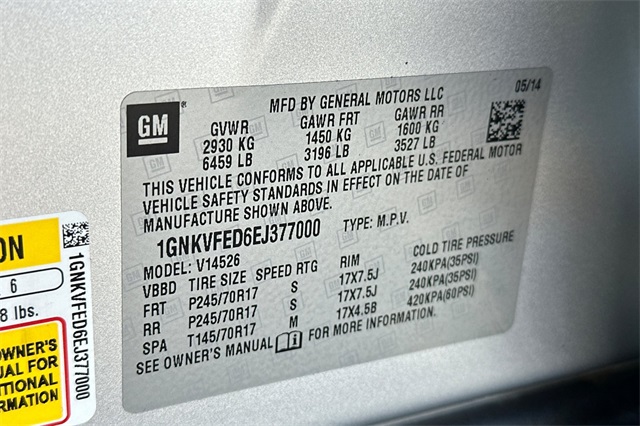 MFD BY GENERAL MOTORS LLC
05/14
GM
GVWR GAWR FRT GAWR RR
2930 KG 1450 KG 1600 KG
6459 LB 3196 LB 3527 LB
THIS VEHICLE CONFORMS TO ALL APPLICABLE U.S. FEDERAL MOTOR
VEHICLE SAFETY STANDARDS IN EFFECT ON THE DATE OF
MANUFACTURE SHOWN ABOVE.
1GNKVFED6EJ377000 TYPE: M.P.V.
MODEL: V14526
VBBD TIRE SIZE SPEED RTG RIM COLD TIRE PRESSURE
FRT P245/70R17 S 17X7.5J 240KPA(35PSI)
RR P245/70R17 S 17X7.5J 240KPA(35PSI)
SPA T145/70R17 M 17X4.5B 420KPA(60PSI)
SEE OWNER'S MANUAL FOR MORE INFORMATION.
ON
6
8 lbs.
OWNER'S
UAL FOR
ITIONAL
RMATION
1GNKVFED6EJ377000